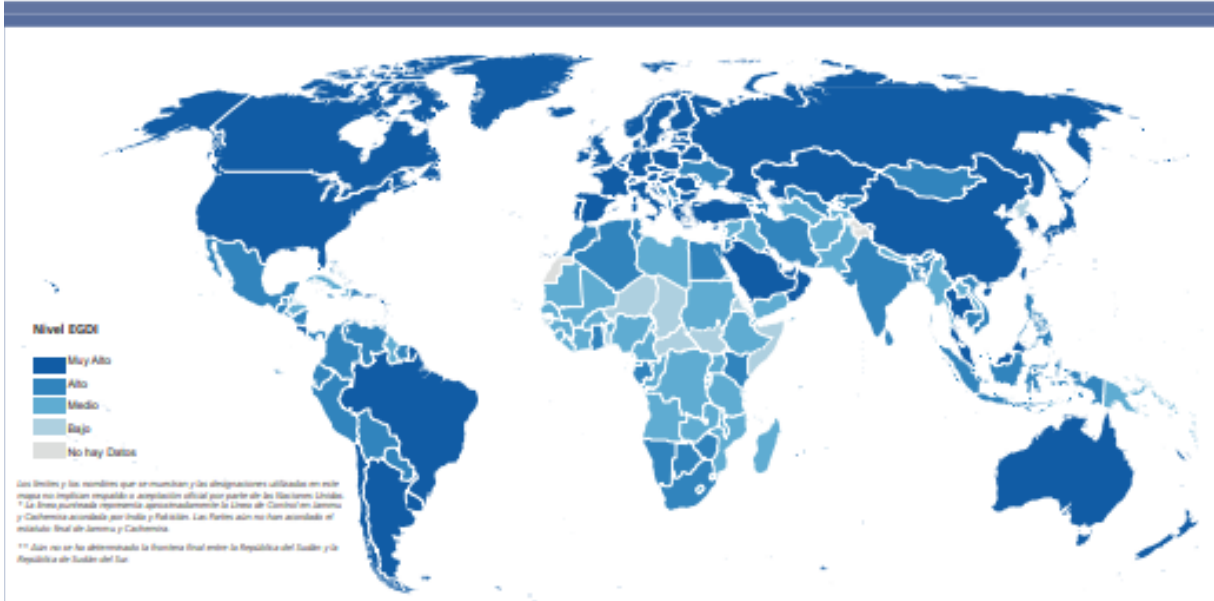 Nivel EGDI
Muy Alto
Alto
Medio
Bajo
No hay Datos
Los límites y los nombres que se muestran y las designaciones utilizadas en este
mapa no implican respaldo o aceptación oficial por parte de las Naciones Unidas.
* La línea punteada representa aproximadamente la Línea de Control en Jammu
y Cachemira acordada por India y Pakistán. Las Partes aún no han acordado el
estatuto final de Jammu y Cachemira.
** Aún no se ha determinado la frontera final entre la República del Sudán y la
República de Sudán del Sur.